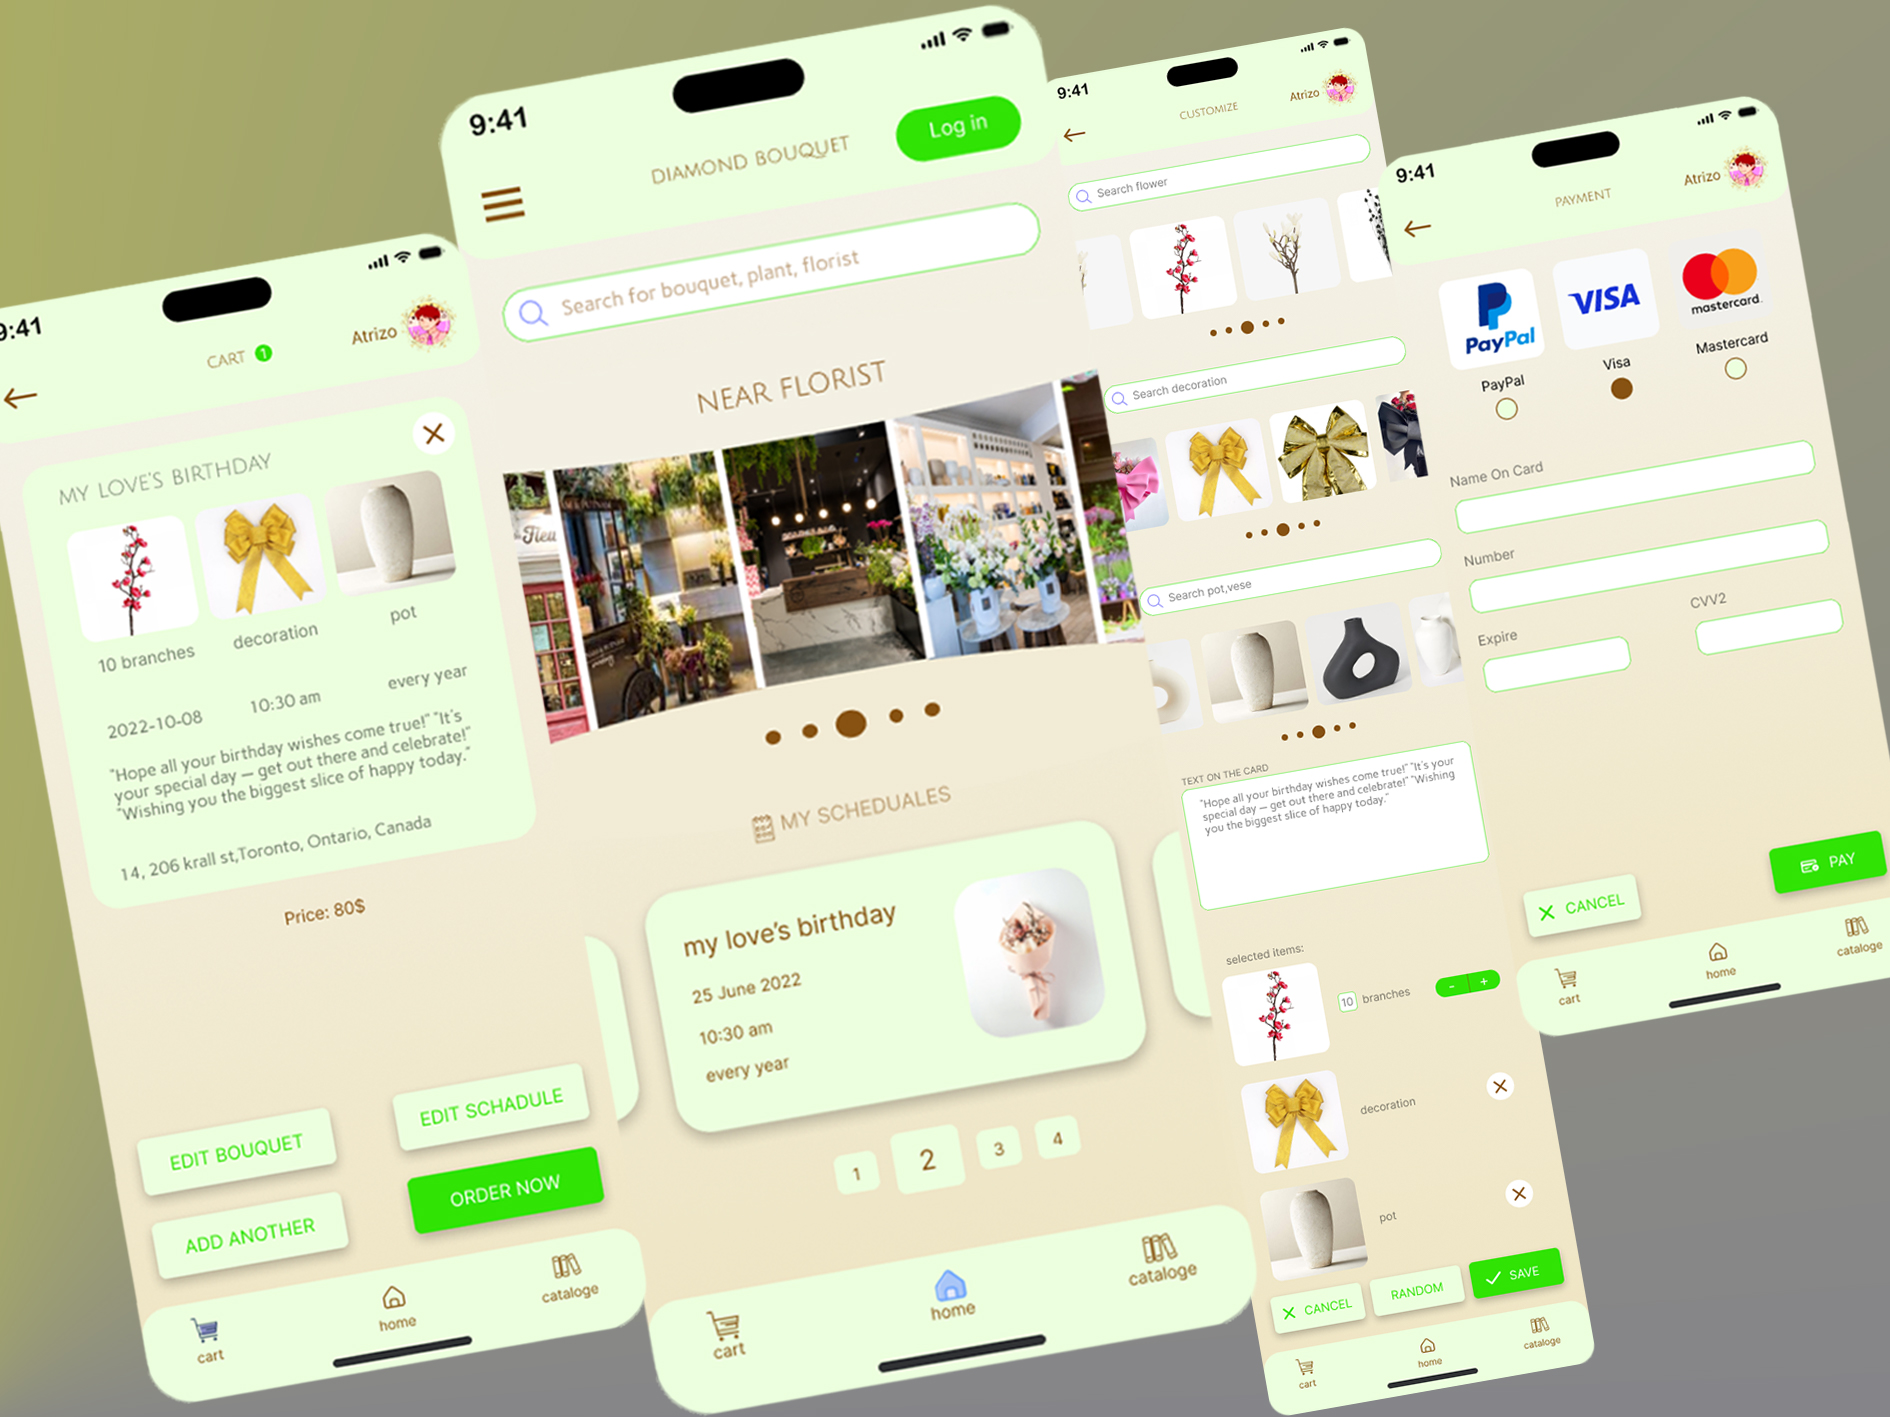 9:41
CART 1
Atrizo
MY LOVE'S BIRTHDAY
10 branches
decoration
pot
2022-10-08
10:30 am
every year
"Hope all your birthday wishes come true!" "It's
your special day — get out there and celebrate!"
"Wishing you the biggest slice of happy today."
14, 206 krall st,Toronto, Ontario, Canada
Price: 80$
EDIT BOUQUET
EDIT SCHADULE
ADD ANOTHER
ORDER NOW
cart
home
cataloge
9:41
DIAMOND BOUQUET
Log in
Search for bouquet, plant, florist
NEAR FLORIST
Fleu
MY SCHEDUALES
my love's birthday
25 June 2022
10:30 am
every year
1
2
3
4
cart
home
cataloge
9:41
CUSTOMIZE
Atrizo
Search flower
Search decoration
Search pot,vese
TEXT ON THE CARD
"Hope all your birthday wishes come true!" "It's your
special day — get out there and celebrate!" "Wishing
you the biggest slice of happy today."
selected items:
10 branches
- +
decoration
pot
CANCEL
RANDOM
SAVE
cart
home
cataloge
9:41
PAYMENT
Atrizo
PayPal
VISA
mastercard.
PayPal
Visa
Mastercard
Name On Card
Number
Expire
CVV2
CANCEL
PAY
cart
home
cataloge